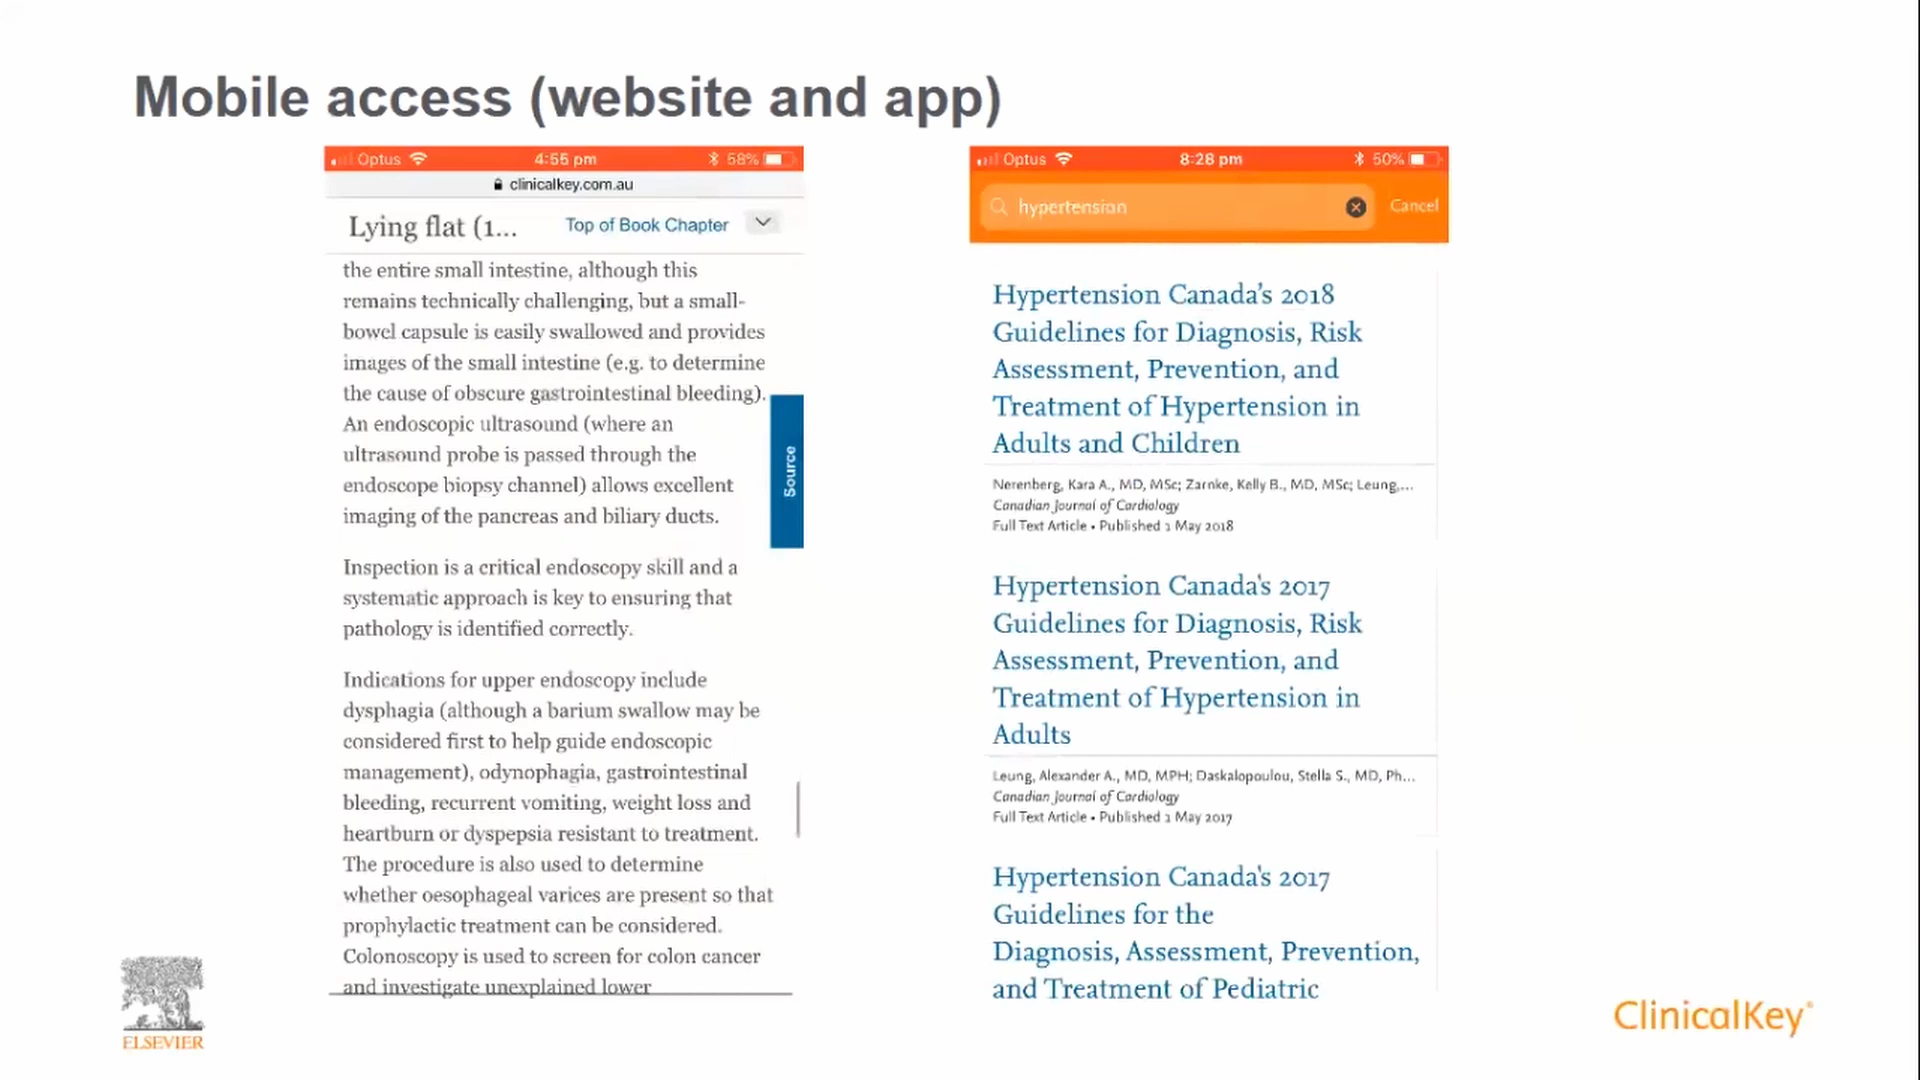 Mobile access (website and app)
Optus 4:55 pm 58%
clinicalkey.com.au
Lying flat (1... Top of Book Chapter
the entire small intestine, although this
remains technically challenging, but a small-
bowel capsule is easily swallowed and provides
images of the small intestine (e.g. to determine
the cause of obscure gastrointestinal bleeding).
An endoscopic ultrasound (where an
ultrasound probe is passed through the
endoscope biopsy channel) allows excellent
imaging of the pancreas and biliary ducts.
Source
Inspection is a critical endoscopy skill and a
systematic approach is key to ensuring that
pathology is identified correctly.
Indications for upper endoscopy include
dysphagia (although a barium swallow may be
considered first to help guide endoscopic
management), odynophagia, gastrointestinal
bleeding, recurrent vomiting, weight loss and
heartburn or dyspepsia resistant to treatment.
The procedure is also used to determine
whether oesophageal varices are present so that
prophylactic treatment can be considered.
Colonoscopy is used to screen for colon cancer
and investigate unexplained lower
Optus 8:28 pm 50%
hypertension Cancel
Hypertension Canada's 2018
Guidelines for Diagnosis, Risk
Assessment, Prevention, and
Treatment of Hypertension in
Adults and Children
Nerenberg, Kara A., MD, MSc; Zarnke, Kelly B., MD, MSc; Leung,...
Canadian Journal of Cardiology
Full Text Article • Published 1 May 2018
Hypertension Canada's 2017
Guidelines for Diagnosis, Risk
Assessment, Prevention, and
Treatment of Hypertension in
Adults
Leung, Alexander A., MD, MPH; Daskalopoulou, Stella S., MD, Ph...
Canadian Journal of Cardiology
Full Text Article • Published 1 May 2017
Hypertension Canada's 2017
Guidelines for the
Diagnosis, Assessment, Prevention,
and Treatment of Pediatric
ELSEVIER
ClinicalKey®